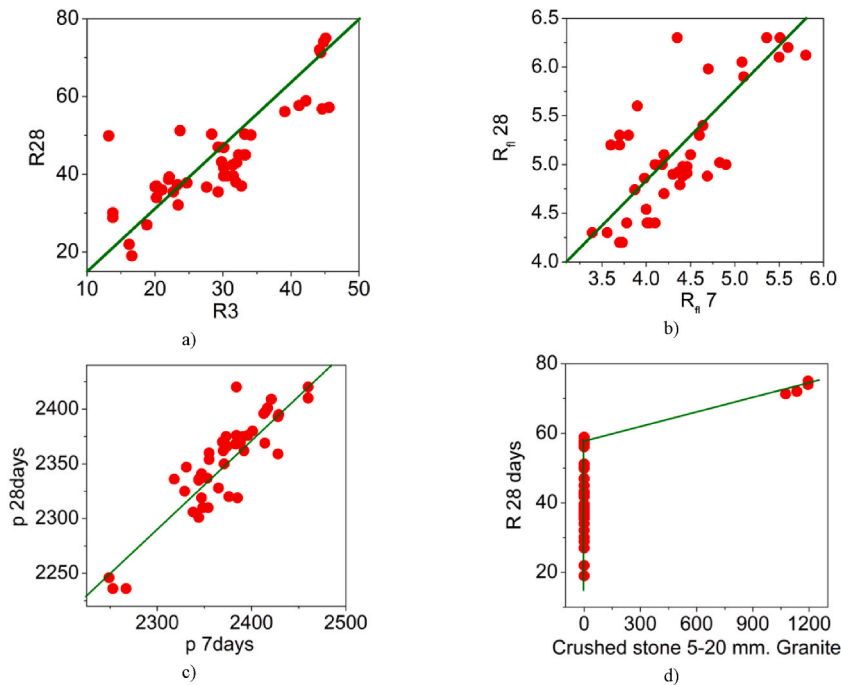 80
60
40
20
R28
10 20 30 40 50
R3
a)
6.5
6.0
5.5
5.0
4.5
4.0
R_fl 28
3.5 4.0 4.5 5.0 5.5 6.0
R_fl 7
b)
2400
2350
2300
2250
p 28days
2300 2400 2500
p 7days
c)
80
60
40
20
R 28 days
0 300 600 900 1200
Crushed stone 5-20 mm. Granite
d)